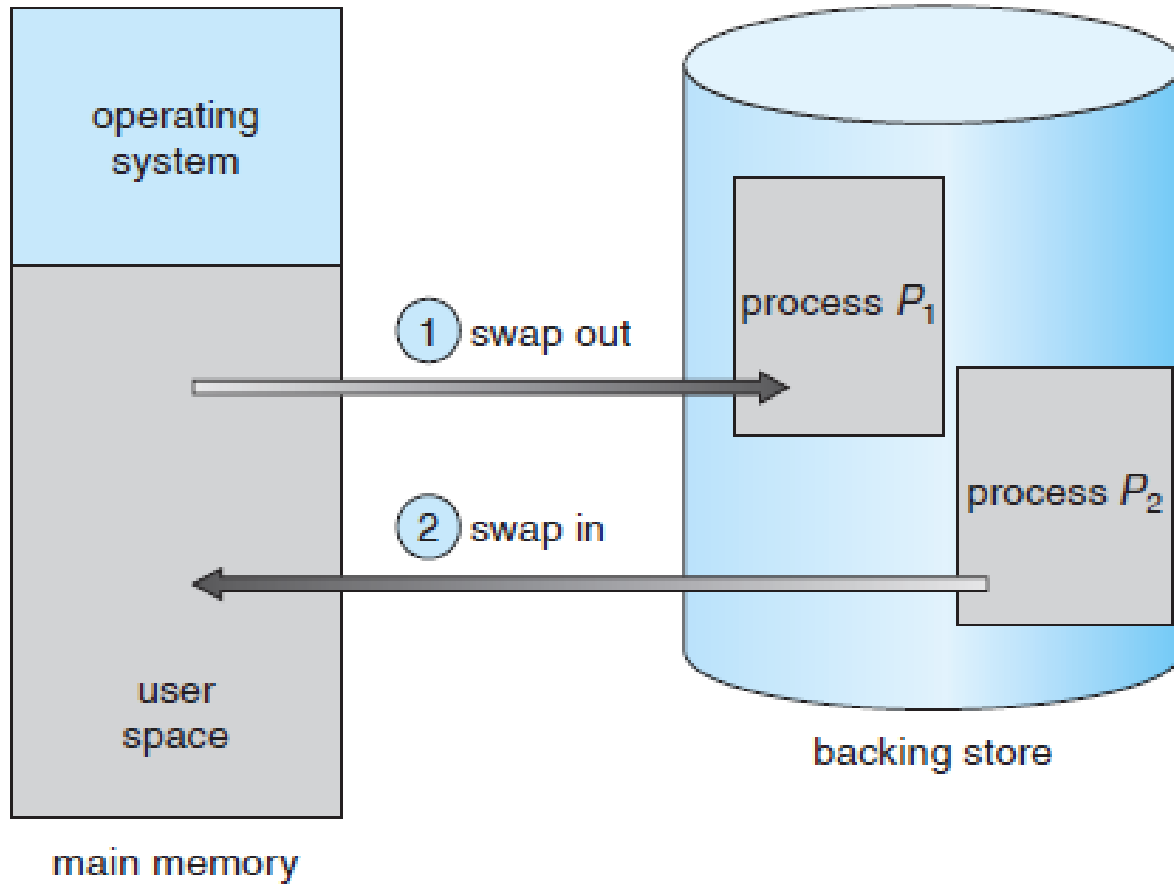 operating
system
process P₁
1 swap out
process P₂
2 swap in
user
space
backing store
main memory